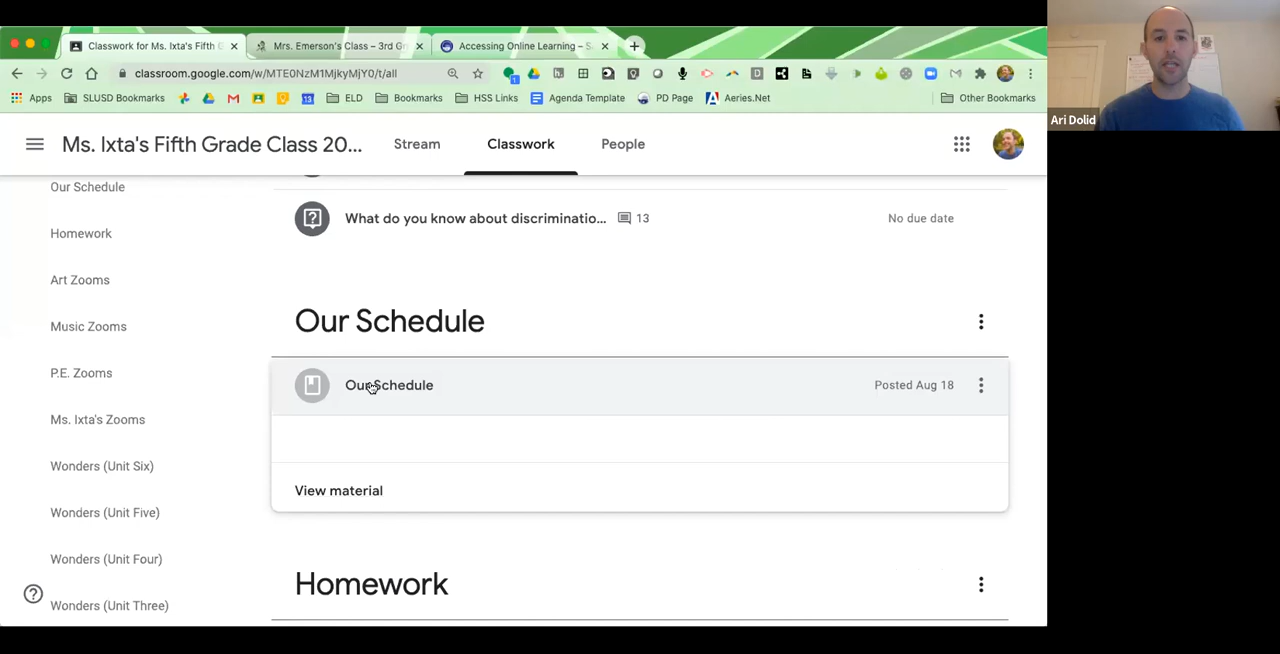 Classwork for Ms. Ixta's Fifth G
Mrs. Emerson's Class – 3rd Gr
Accessing Online Learning – S
classroom.google.com/w/MTE0NzM1MjkyMjY0/t/all
Apps
SLUSD Bookmarks
13
ELD
Bookmarks
HSS Links
Agenda Template
PD Page
Aeries.Net
Other Bookmarks
Ari Dolid
Ms. Ixta's Fifth Grade Class 20...
Stream
Classwork
People
Our Schedule
Homework
Art Zooms
Music Zooms
P.E. Zooms
Ms. Ixta's Zooms
Wonders (Unit Six)
Wonders (Unit Five)
Wonders (Unit Four)
Wonders (Unit Three)
What do you know about discriminatio... 13 No due date
Our Schedule
Our Schedule Posted Aug 18
View material
Homework